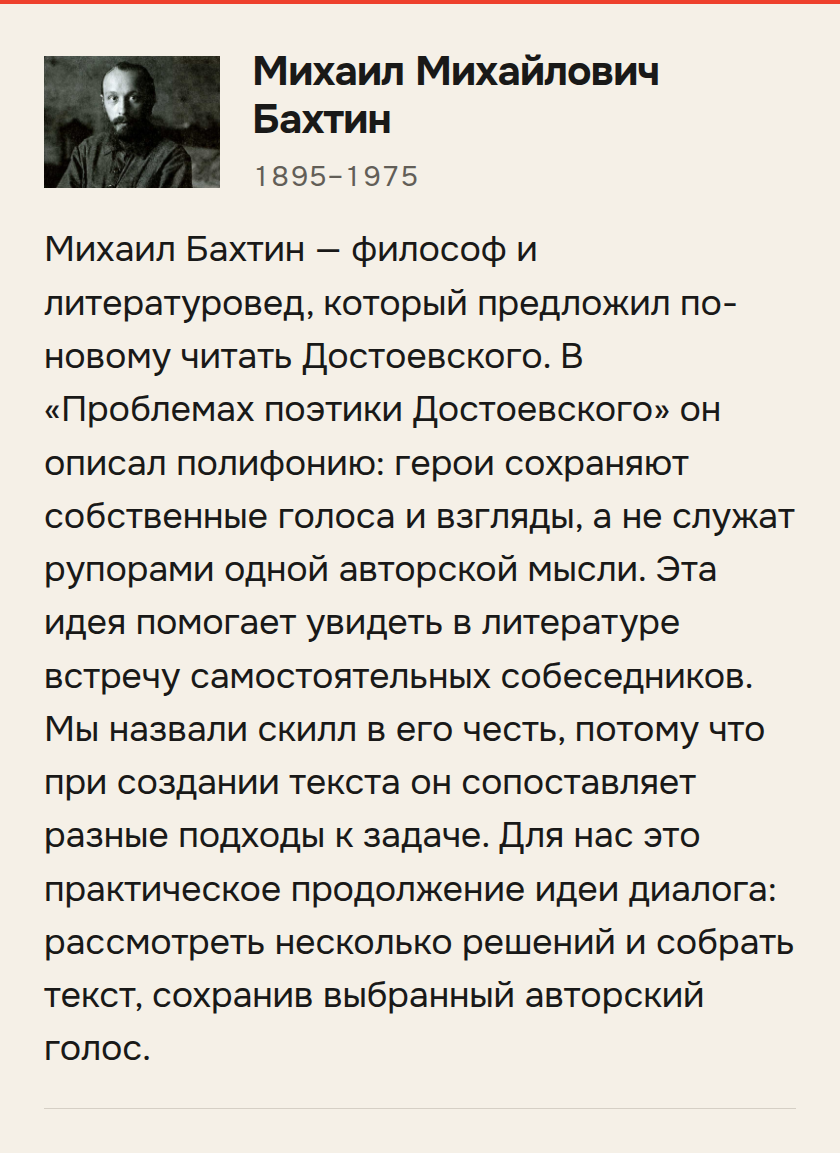 Михаил Михайлович
Бахтин
1895–1975
Михаил Бахтин — философ и
литературовед, который предложил по-
новому читать Достоевского. В
«Проблемах поэтики Достоевского» он
описал полифонию: герои сохраняют
собственные голоса и взгляды, а не служат
рупорами одной авторской мысли. Эта
идея помогает увидеть в литературе
встречу самостоятельных собеседников.
Мы назвали скилл в его честь, потому что
при создании текста он сопоставляет
разные подходы к задаче. Для нас это
практическое продолжение идеи диалога:
рассмотреть несколько решений и собрать
текст, сохранив выбранный авторский
голос.